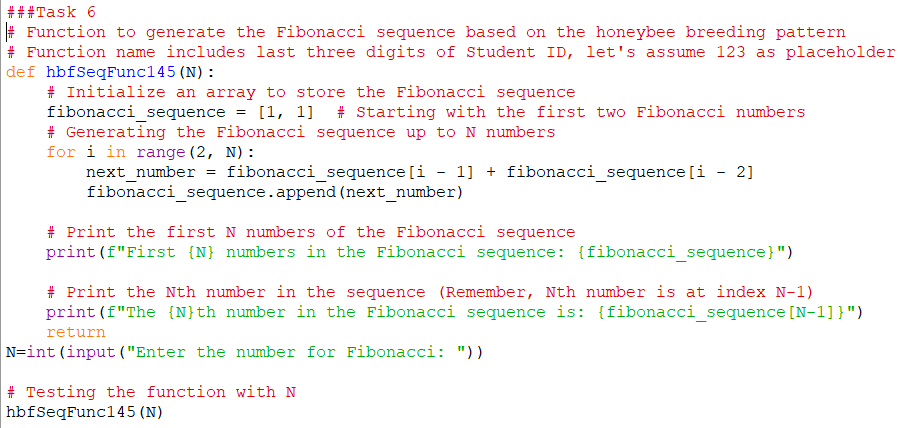 ###Task 6
# Function to generate the Fibonacci sequence based on the honeybee breeding pattern
# Function name includes last three digits of Student ID, let's assume 123 as placeholder
def hbfSeqFunc145(N):
    # Initialize an array to store the Fibonacci sequence
    fibonacci_sequence = [1, 1]  # Starting with the first two Fibonacci numbers
    # Generating the Fibonacci sequence up to N numbers
    for i in range(2, N):
        next_number = fibonacci_sequence[i - 1] + fibonacci_sequence[i - 2]
        fibonacci_sequence.append(next_number)

    # Print the first N numbers of the Fibonacci sequence
    print(f"First {N} numbers in the Fibonacci sequence: {fibonacci_sequence}")

    # Print the Nth number in the sequence (Remember, Nth number is at index N-1)
    print(f"The {N}th number in the Fibonacci sequence is: {fibonacci_sequence[N-1]}")
    return
N=int(input("Enter the number for Fibonacci: "))

# Testing the function with N
hbfSeqFunc145(N)